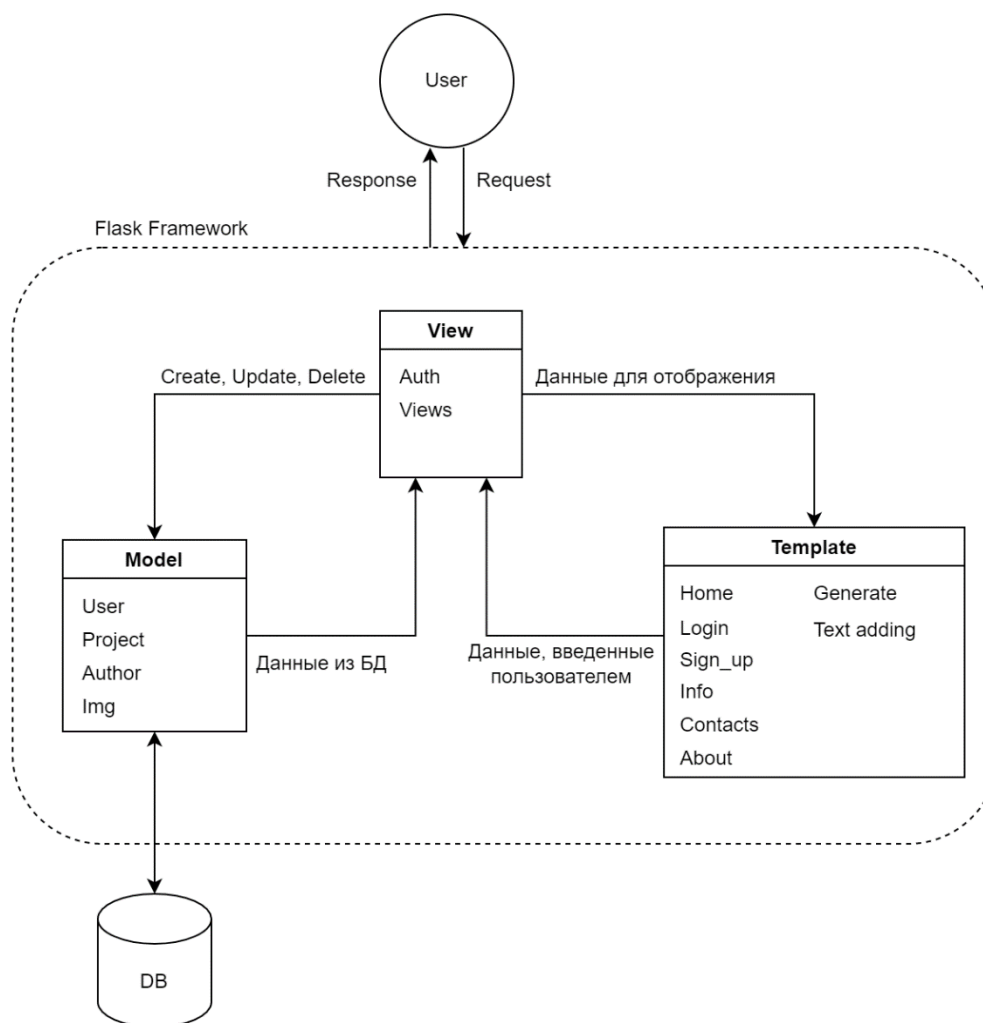 User
Response
Request
Flask Framework
View
Auth
Views
Create, Update, Delete
Данные для отображения
Model
User
Project
Author
Img
Данные из БД
Данные, введенные
пользователем
Template
Home
Generate
Login
Text adding
Sign_up
Info
Contacts
About
DB